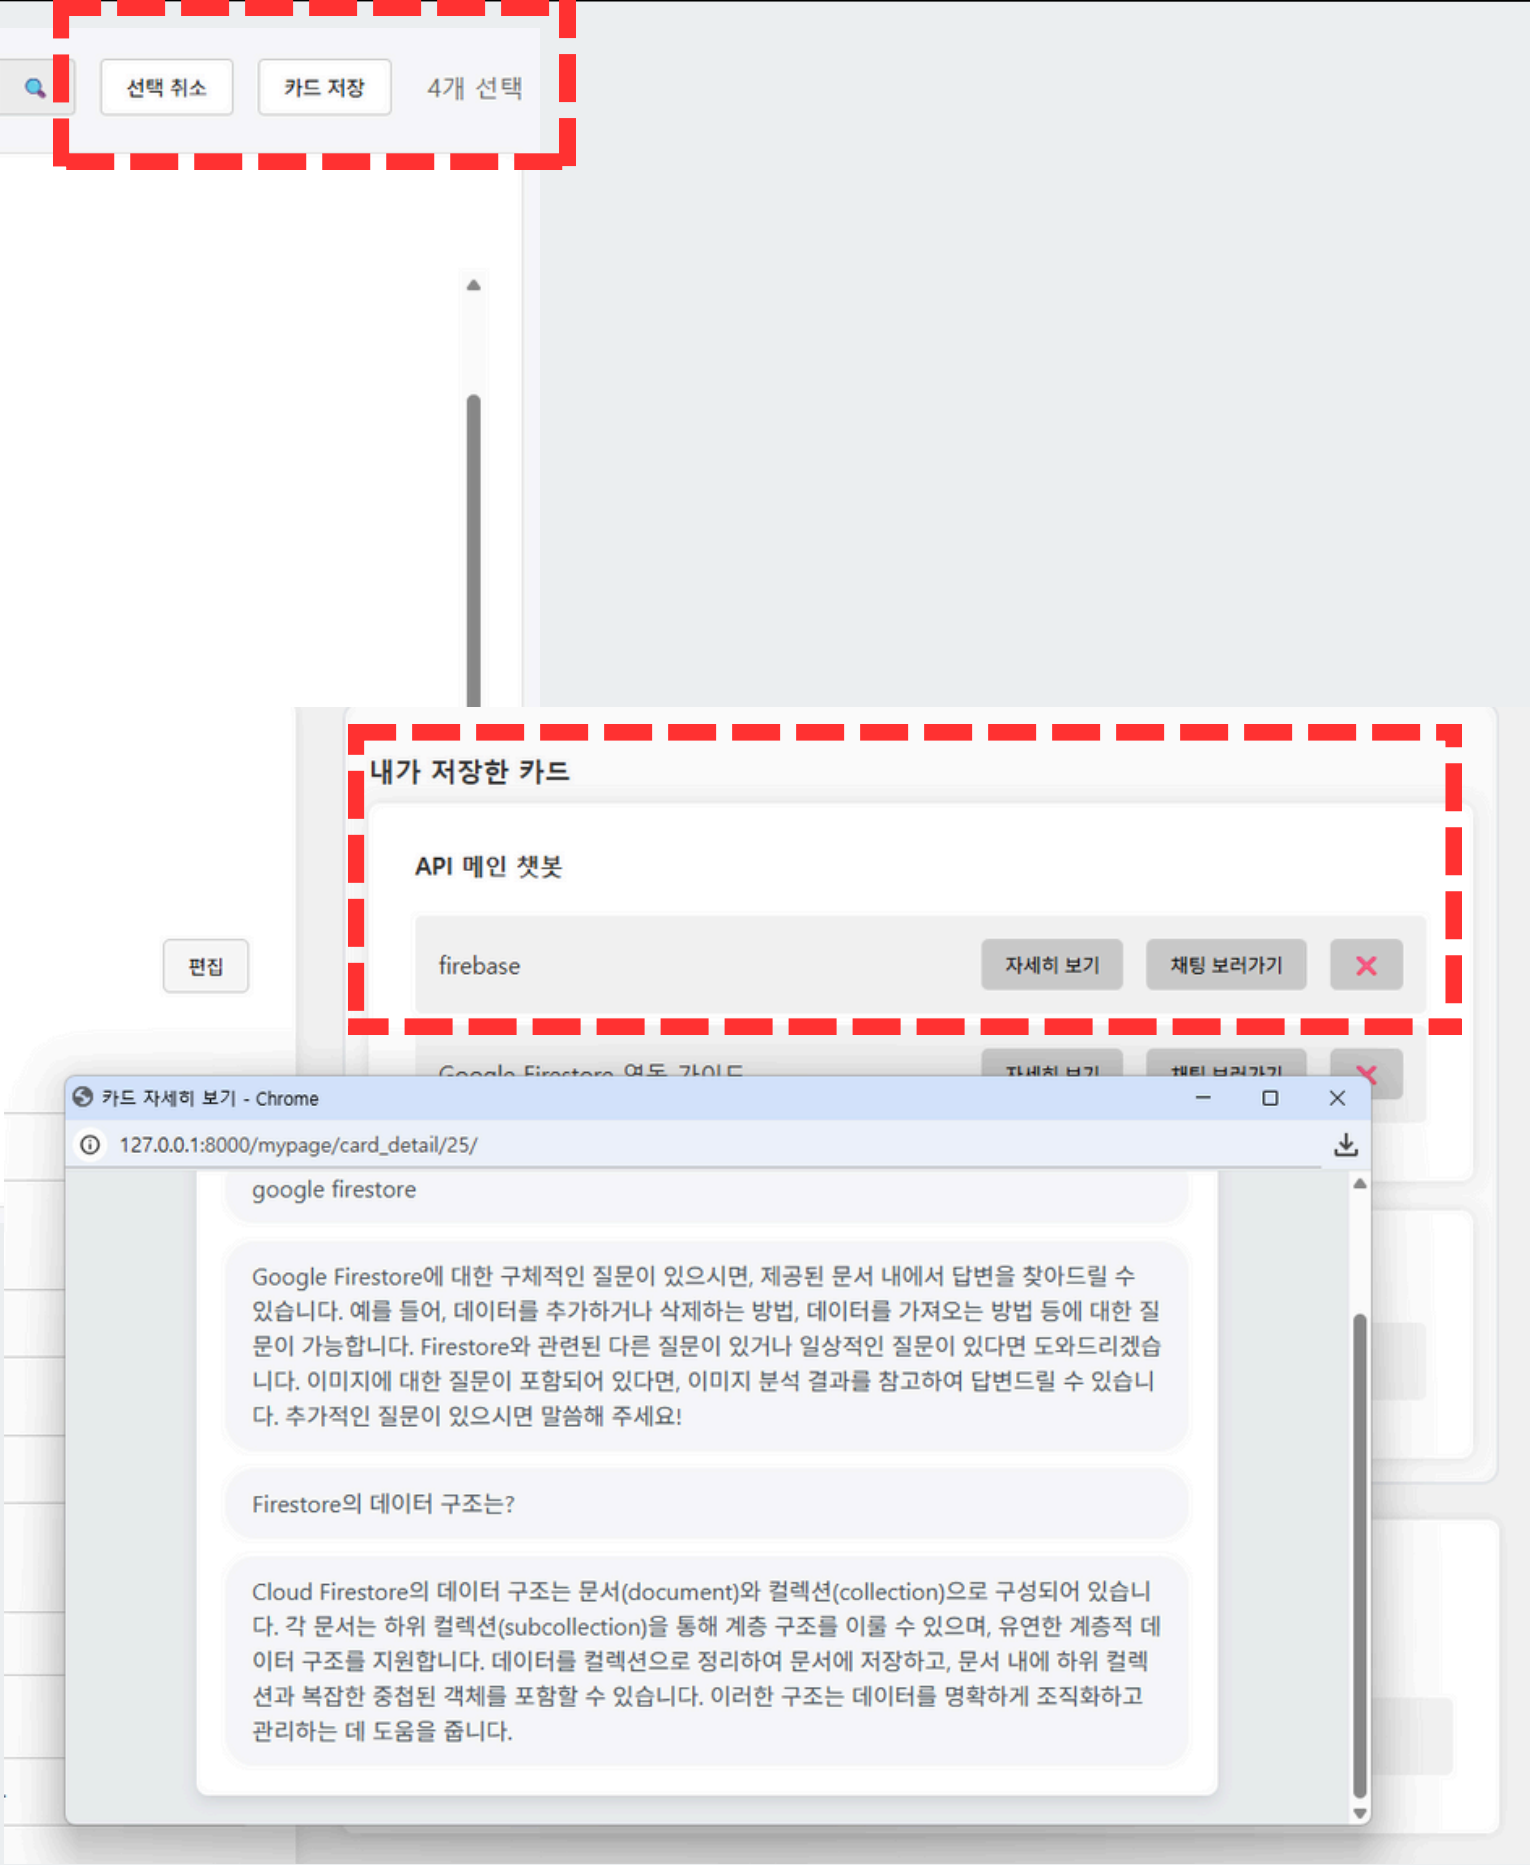 선택 취소
카드 저장
4개 선택
내가 저장한 카드
API 메인 챗봇
편집
firebase
자세히 보기
채팅 보러가기
Google Firestore 연동 가이드
자세히 보기
채팅 보러가기
카드 자세히 보기 - Chrome
127.0.0.1:8000/mypage/card_detail/25/
google firestore
Google Firestore에 대한 구체적인 질문이 있으시면, 제공된 문서 내에서 답변을 찾아드릴 수
있습니다. 예를 들어, 데이터를 추가하거나 삭제하는 방법, 데이터를 가져오는 방법 등에 대한 질
문이 가능합니다. Firestore와 관련된 다른 질문이 있거나 일상적인 질문이 있다면 도와드리겠습
니다. 이미지에 대한 질문이 포함되어 있다면, 이미지 분석 결과를 참고하여 답변드릴 수 있습니
다. 추가적인 질문이 있으시면 말씀해 주세요!
Firestore의 데이터 구조는?
Cloud Firestore의 데이터 구조는 문서(document)와 컬렉션(collection)으로 구성되어 있습니
다. 각 문서는 하위 컬렉션(subcollection)을 통해 계층 구조를 이룰 수 있으며, 유연한 계층적 데
이터 구조를 지원합니다. 데이터를 컬렉션으로 정리하여 문서에 저장하고, 문서 내에 하위 컬렉
션과 복잡한 중첩된 객체를 포함할 수 있습니다. 이러한 구조는 데이터를 명확하게 조직화하고
관리하는 데 도움을 줍니다.